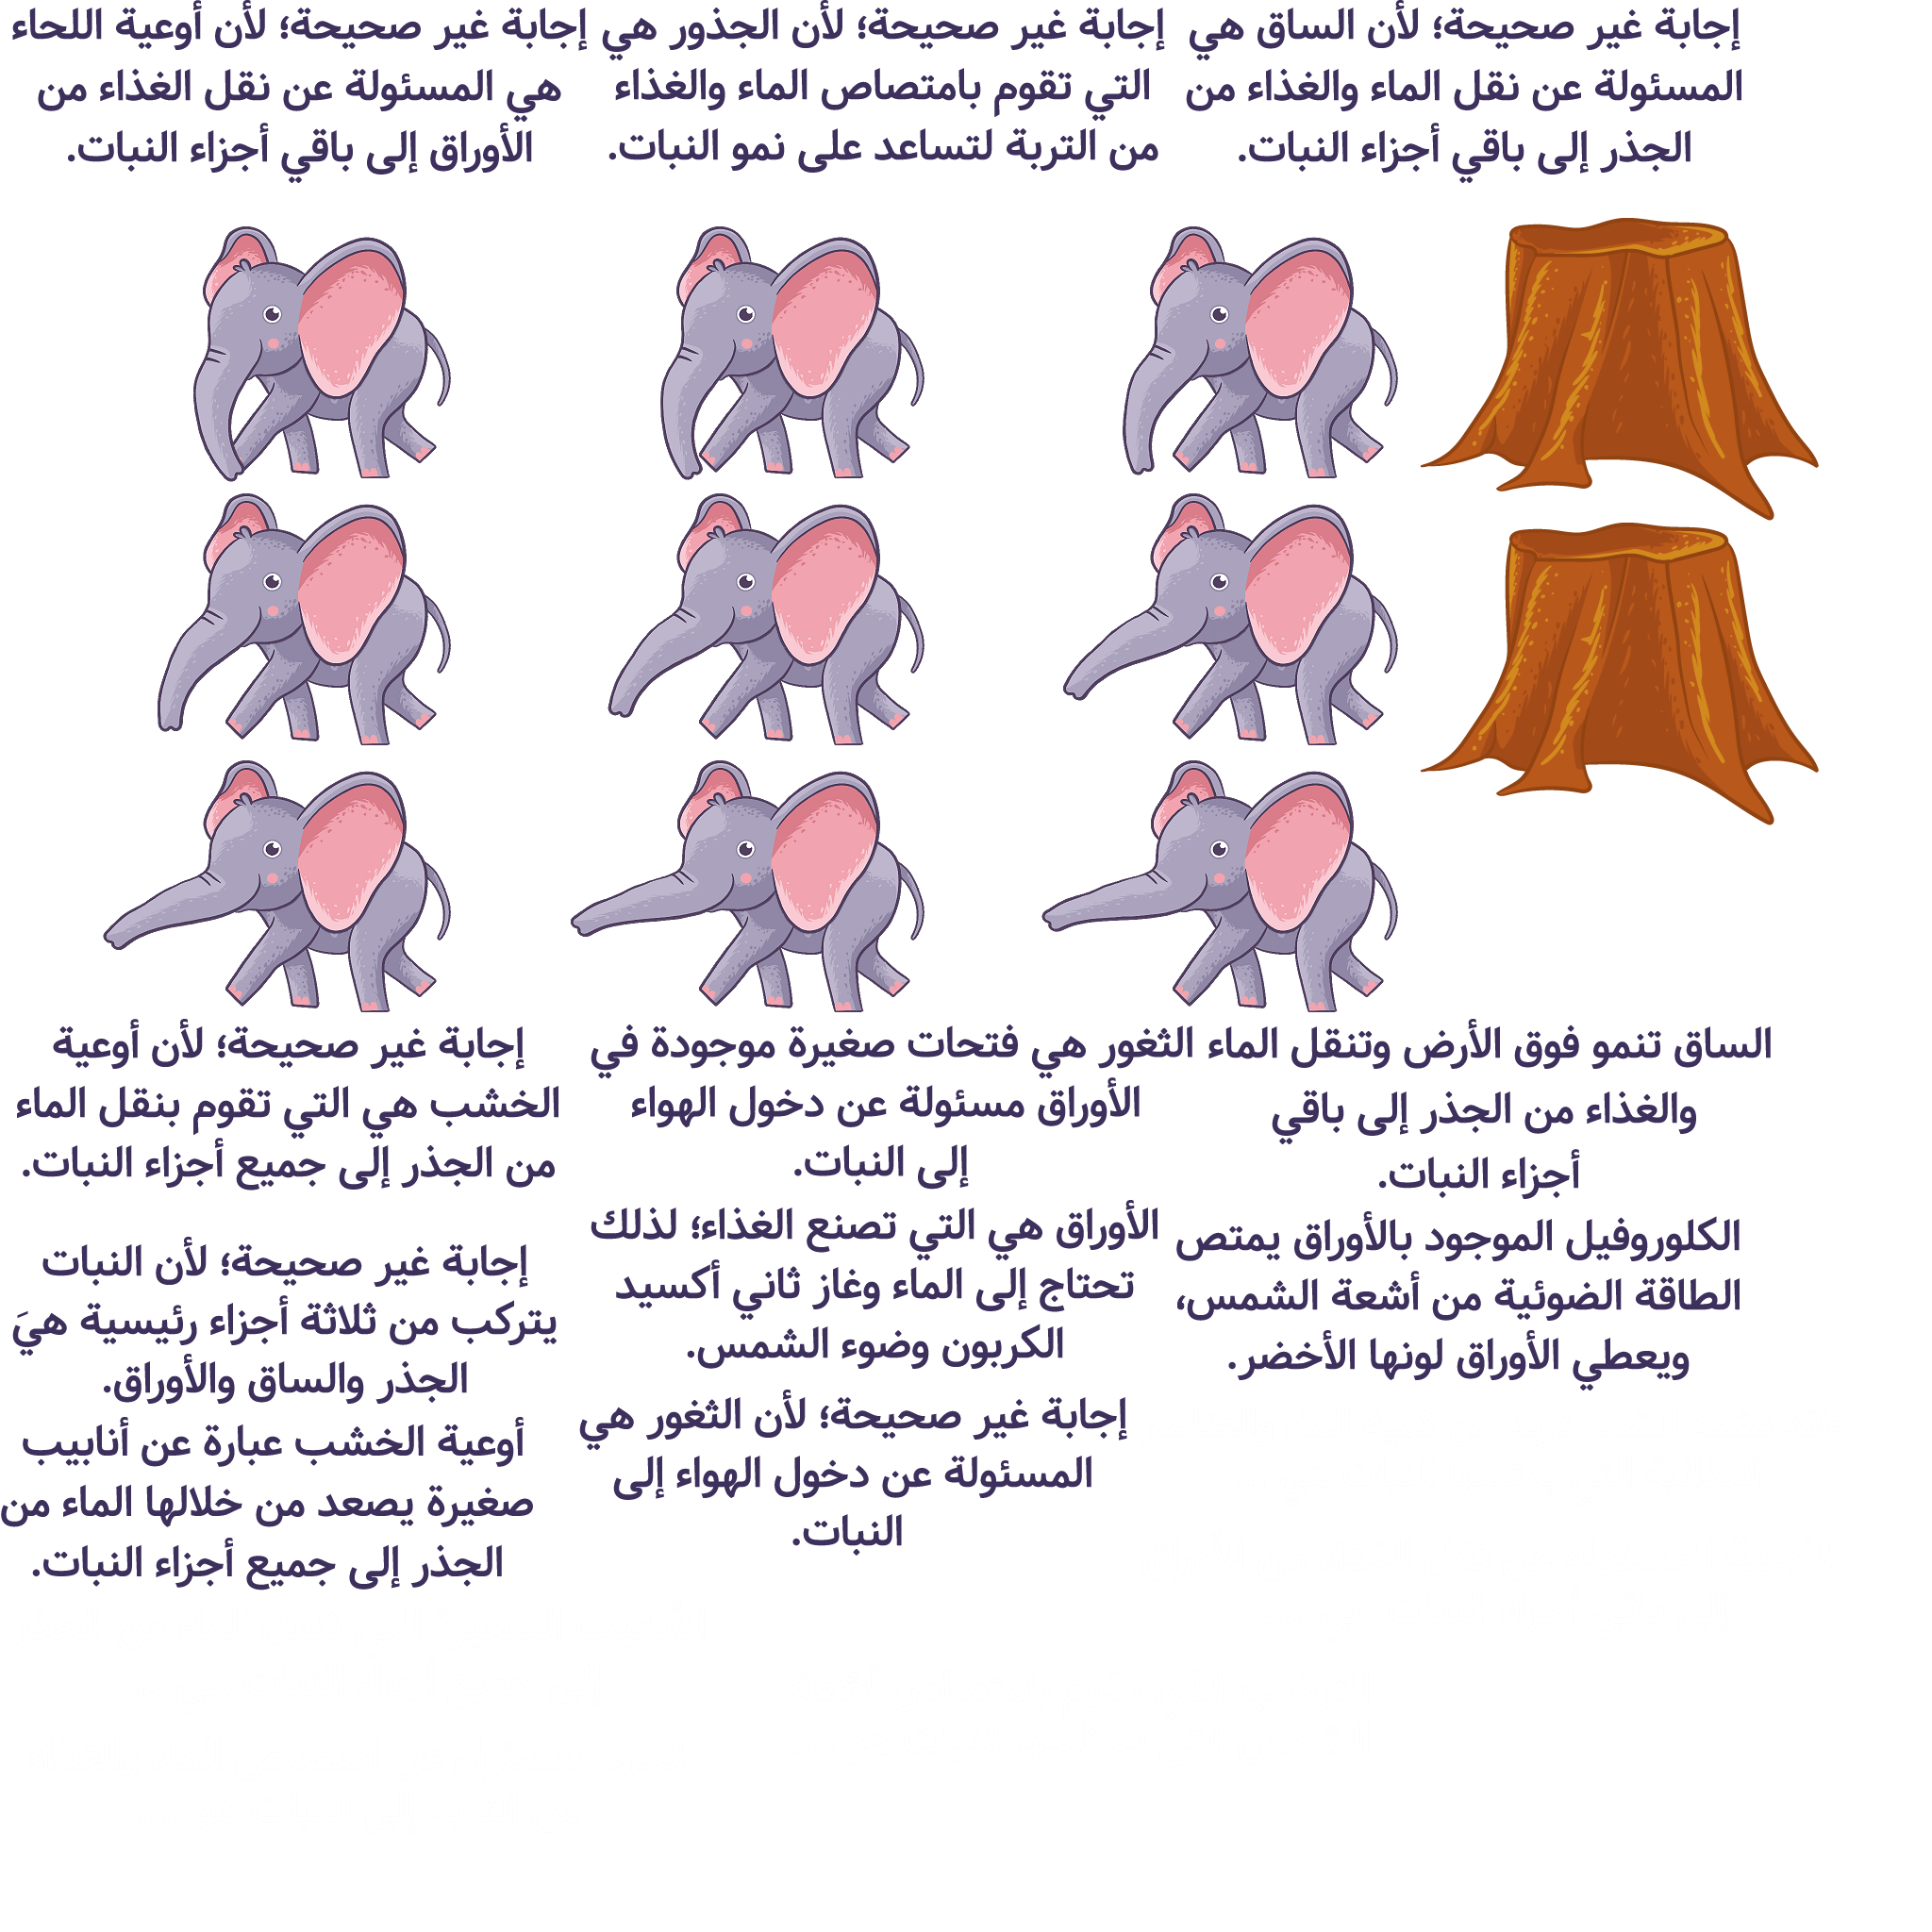 إجابة غير صحيحة؛ لأن الساق هي
المسئولة عن نقل الماء والغذاء من
الجذر إلى باقي أجزاء النبات.
إجابة غير صحيحة؛ لأن الجذور هي
التي تقوم بامتصاص الماء والغذاء
من التربة لتساعد على نمو النبات.
إجابة غير صحيحة؛ لأن أوعية اللحاء
هي المسئولة عن نقل الغذاء من
الأوراق إلى باقي أجزاء النبات.
الساق تنمو فوق الأرض وتنقل الماء
والغذاء من الجذر إلى باقي
أجزاء النبات.
الكلوروفيل الموجود بالأوراق يمتص
الطاقة الضوئية من أشعة الشمس،
ويعطي الأوراق لونها الأخضر.
الثغور هي فتحات صغيرة موجودة في
الأوراق مسئولة عن دخول الهواء
إلى النبات.
الأوراق هي التي تصنع الغذاء؛ لذلك
تحتاج إلى الماء وغاز ثاني أكسيد
الكربون وضوء الشمس.
إجابة غير صحيحة؛ لأن الثغور هي
المسئولة عن دخول الهواء إلى
النبات.
إجابة غير صحيحة؛ لأن أوعية
الخشب هي التي تقوم بنقل الماء
من الجذر إلى جميع أجزاء النبات.
إجابة غير صحيحة؛ لأن النبات
يتركب من ثلاثة أجزاء رئيسية هيَ
الجذر والساق والأوراق.
أوعية الخشب عبارة عن أنابيب
صغيرة يصعد من خلالها الماء من
الجذر إلى جميع أجزاء النبات.